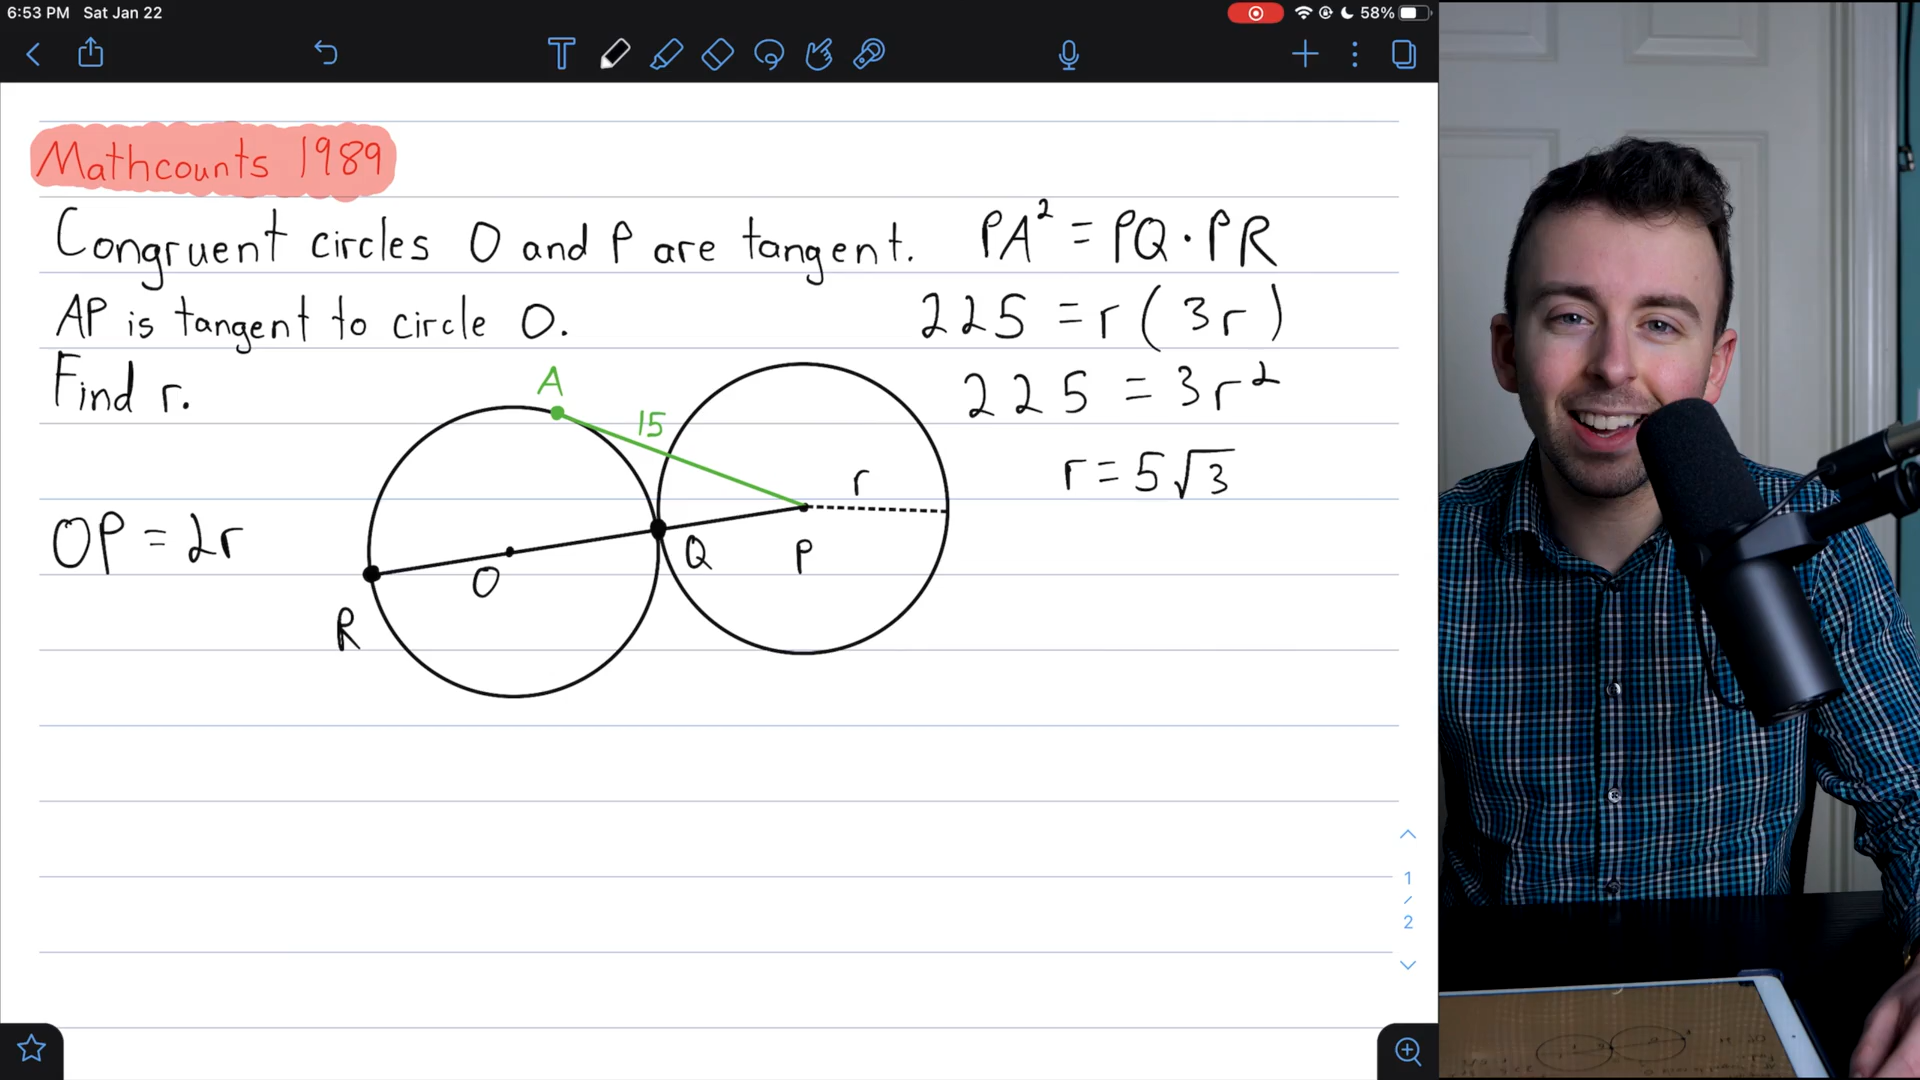 6:53 PM Sat Jan 22
58%
Mathcounts 1989
Congruent circles O and P are tangent.
AP is tangent to circle O.
Find r.
PA² = PQ · PR
225 = r(3r)
225 = 3r²
r = 5√3
A
15
r
OP = 2r
O
Q
P
R
1
/
2